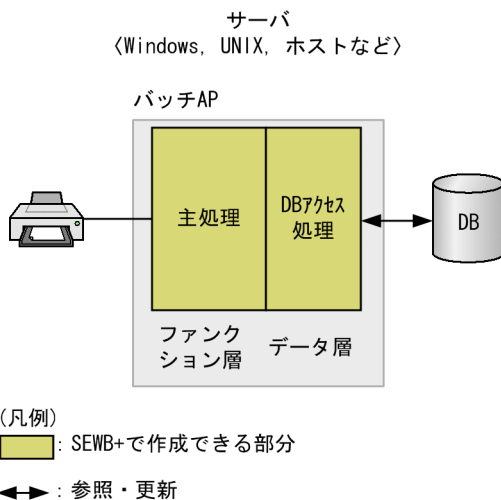 サーバ
〈Windows, UNIX, ホストなど〉
バッチAP
主処理
DBアクセス
処理
DB
ファンク
ション層
データ層
(凡例)
: SEWB+で作成できる部分
: 参照・更新